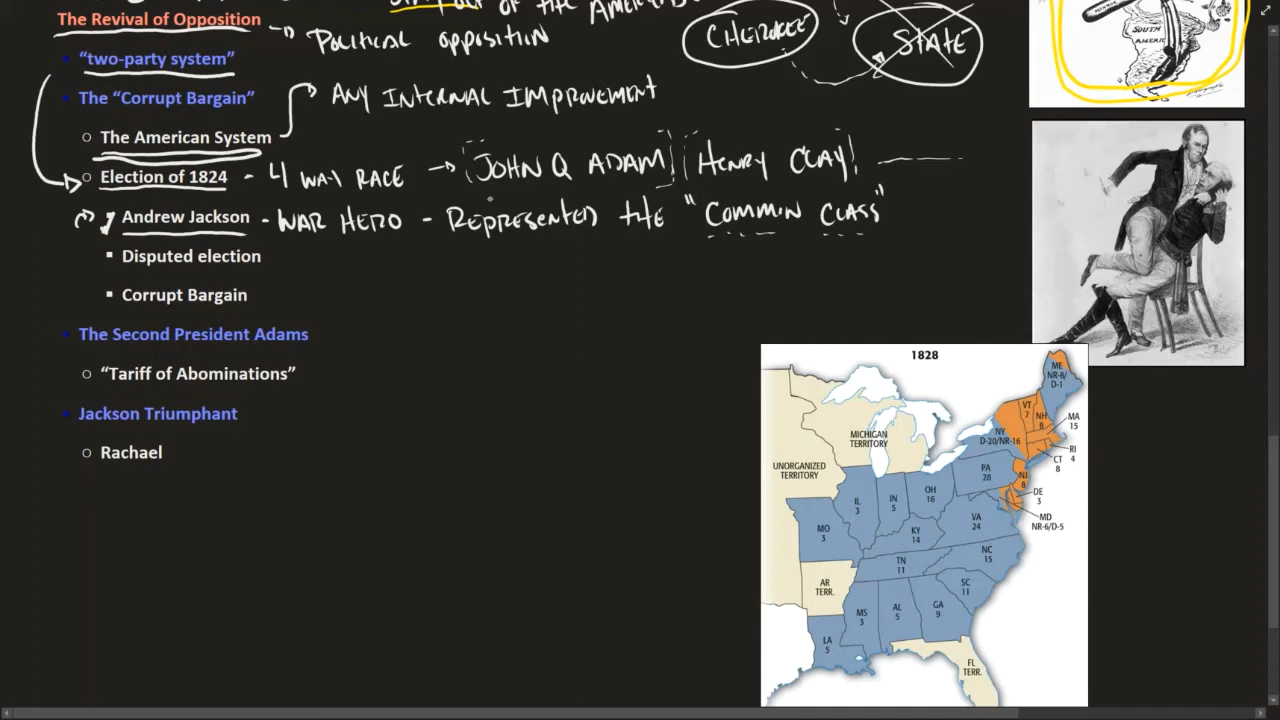 The Revival of Opposition
→ POLITICAL OPPOSITION
OF THE
CHEROKEE
STATE
SOUTH
AMERICA
• "two-party system"
• The "Corrupt Bargain"
ANY INTERNAL IMPROVEMENT
○ The American System
○ Election of 1824 - 4 WAY RACE → JOHN Q ADAM HENRY CLAY
Andrew Jackson - WAR HERO - REPRESENTED THE "COMMON CLASS"
▪ Disputed election
▪ Corrupt Bargain
• The Second President Adams
○ "Tariff of Abominations"
• Jackson Triumphant
○ Rachael
1828
ME
NR-8/
D-1
VT
7
NH
8
MA
15
NY
D-20/NR-16
RI
4
CT
8
MICHIGAN
TERRITORY
UNORGANIZED
TERRITORY
PA
28
NJ
8
DE
3
MD
NR-6/D-5
IL
3
IN
5
OH
16
VA
24
MO
3
KY
14
NC
15
TN
11
AR
TERR.
SC
11
MS
3
AL
5
GA
9
LA
5
FL
TERR.